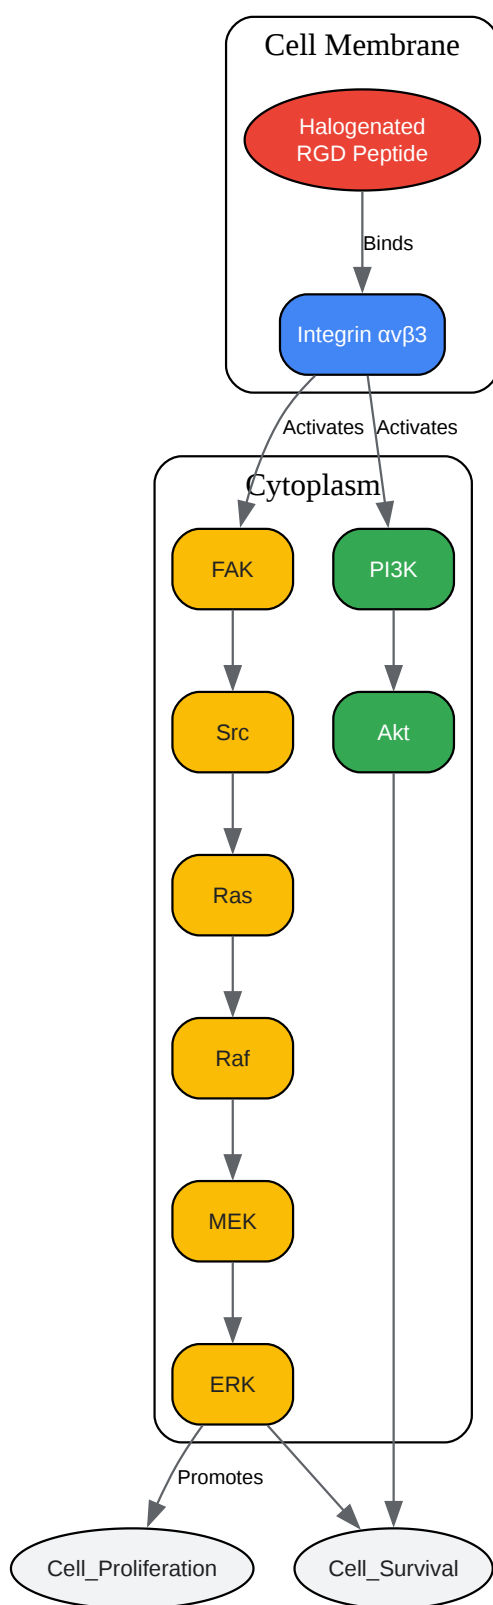 Cell Membrane
Halogenated
RGD Peptide
Binds
Integrin αvβ3
Activates
Activates
Cytoplasm
FAK
PI3K
Src
Akt
Ras
Raf
MEK
ERK
Promotes
Cell_Proliferation
Cell_Survival